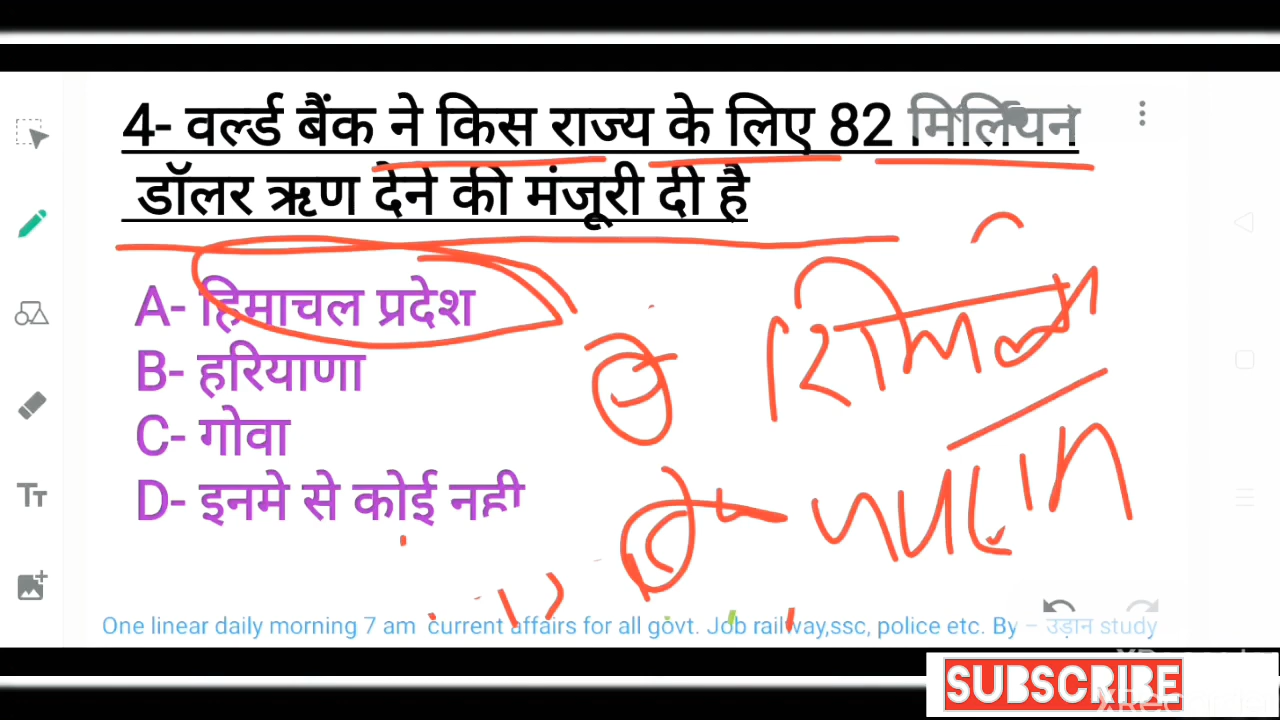 4- वर्ल्ड बैंक ने किस राज्य के लिए 82 मिलियन
डॉलर ऋण देने की मंजूरी दी है
A- हिमाचल प्रदेश
B- हरियाणा
C- गोवा
D- इनमे से कोई नही
शिमला
One linear daily morning 7 am current affairs for all govt. Job railway,ssc, police etc. By – उड़ान study
SUBSCRIBE